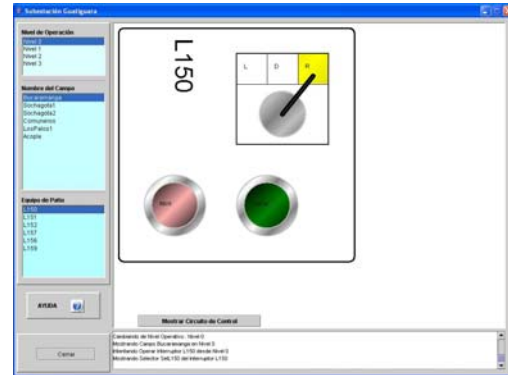 Subestación Guatiguara
Nivel de Operación
Nivel 0
Nivel 1
Nivel 2
Nivel 3
Nombre del Campo
Bucaramanga
Sochagota1
Sochagota2
Comuneros
LosPalos1
Acople
Equipo de Patio
L150
L151
L152
L157
L156
L159
AYUDA
Cerrar
L150
L
D
R
Mostrar Circuito de Control
Cambiando de Nivel Operativo . Nivel 0
Mostrando Campo Bucaramanga en Nivel 0
Intentando Operar Interruptor L150 desde Nivel 0
Mostrando Selector SelL150 del Interruptor L150